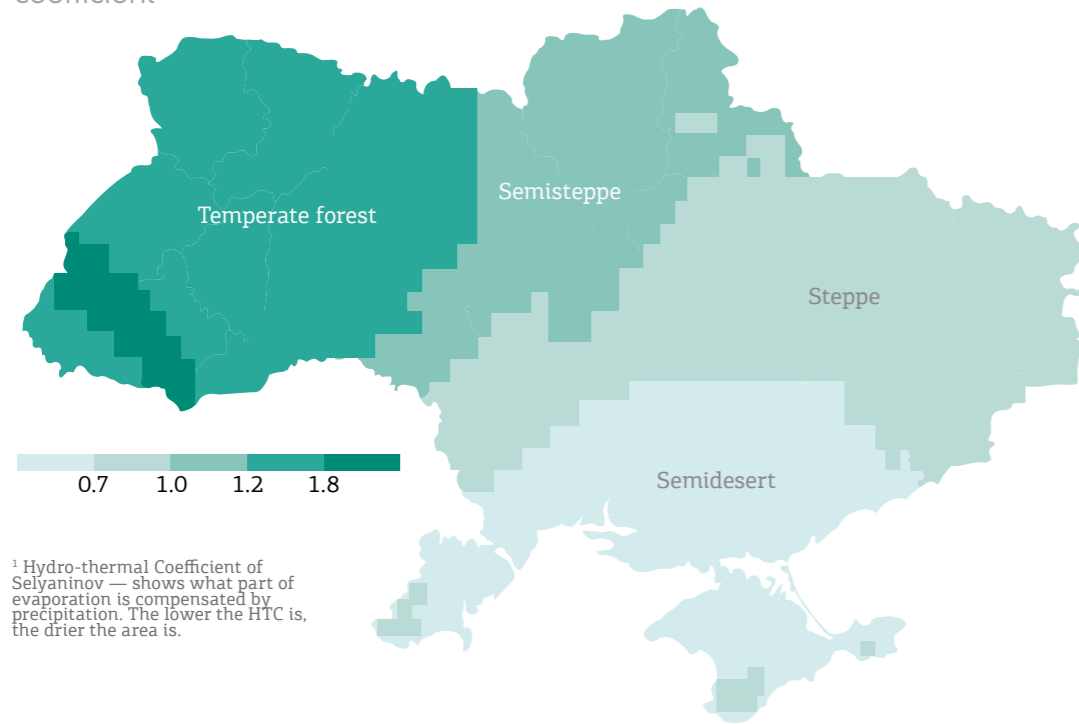 coefficient
Temperate forest
Semisteppe
Steppe
Semidesert
0.7 1.0 1.2 1.8
¹ Hydro-thermal Coefficient of
Selyaninov — shows what part of
evaporation is compensated by
precipitation. The lower the HTC is,
the drier the area is.